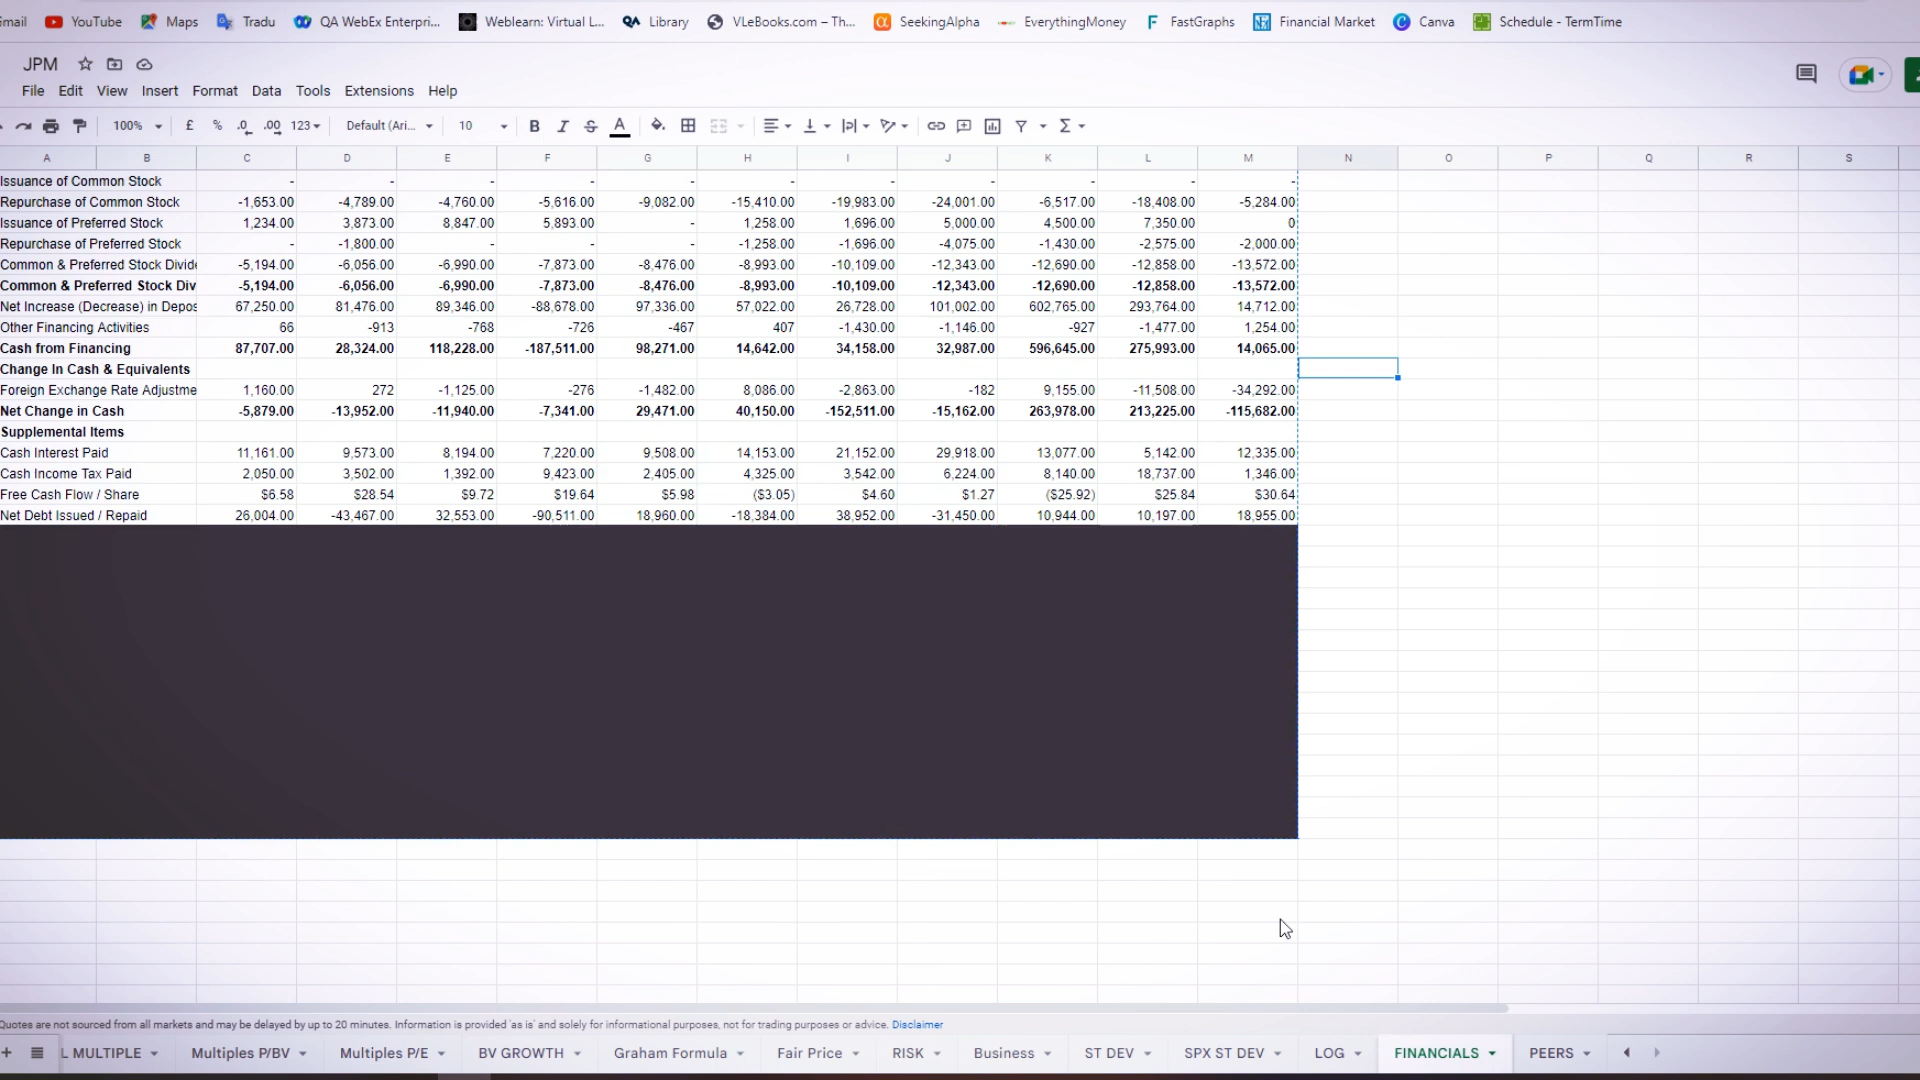 mail YouTube Maps Tradu QA WebEx Enterpri... Weblearn: Virtual L... QA Library VLeBooks.com – Th... SeekingAlpha EverythingMoney F FastGraphs Financial Market Canva Schedule - TermTime
JPM
File Edit View Insert Format Data Tools Extensions Help
100% £ % .0 .00 123 Default (Ari... 10 B I S A Σ
A B C D E F G H I J K L M N O P Q R S
Issuance of Common Stock - - - - - - - - - - -
Repurchase of Common Stock -1,653.00 -4,789.00 -4,760.00 -5,616.00 -9,082.00 -15,410.00 -19,983.00 -24,001.00 -6,517.00 -18,408.00 -5,284.00
Issuance of Preferred Stock 1,234.00 3,873.00 8,847.00 5,893.00 - 1,258.00 1,696.00 5,000.00 4,500.00 7,350.00 0
Repurchase of Preferred Stock - -1,800.00 - - - -1,258.00 -1,696.00 -4,075.00 -1,430.00 -2,575.00 -2,000.00
Common & Preferred Stock Divide -5,194.00 -6,056.00 -6,990.00 -7,873.00 -8,476.00 -8,993.00 -10,109.00 -12,343.00 -12,690.00 -12,858.00 -13,572.00
Common & Preferred Stock Div -5,194.00 -6,056.00 -6,990.00 -7,873.00 -8,476.00 -8,993.00 -10,109.00 -12,343.00 -12,690.00 -12,858.00 -13,572.00
Net Increase (Decrease) in Depos 67,250.00 81,476.00 89,346.00 -88,678.00 97,336.00 57,022.00 26,728.00 101,002.00 602,765.00 293,764.00 14,712.00
Other Financing Activities 66 -913 -768 -726 -467 407 -1,430.00 -1,146.00 -927 -1,477.00 1,254.00
Cash from Financing 87,707.00 28,324.00 118,228.00 -187,511.00 98,271.00 14,642.00 34,158.00 32,987.00 596,645.00 275,993.00 14,065.00
Change In Cash & Equivalents
Foreign Exchange Rate Adjustme 1,160.00 272 -1,125.00 -276 -1,482.00 8,086.00 -2,863.00 -182 9,155.00 -11,508.00 -34,292.00
Net Change in Cash -5,879.00 -13,952.00 -11,940.00 -7,341.00 29,471.00 40,150.00 -152,511.00 -15,162.00 263,978.00 213,225.00 -115,682.00
Supplemental Items
Cash Interest Paid 11,161.00 9,573.00 8,194.00 7,220.00 9,508.00 14,153.00 21,152.00 29,918.00 13,077.00 5,142.00 12,335.00
Cash Income Tax Paid 2,050.00 3,502.00 1,392.00 9,423.00 2,405.00 4,325.00 3,542.00 6,224.00 8,140.00 18,737.00 1,346.00
Free Cash Flow / Share $6.58 $28.54 $9.72 $19.64 $5.98 ($3.05) $4.60 $1.27 ($25.92) $25.84 $30.64
Net Debt Issued / Repaid 26,004.00 -43,467.00 32,553.00 -90,511.00 18,960.00 -18,384.00 38,952.00 -31,450.00 10,944.00 10,197.00 18,955.00
Quotes are not sourced from all markets and may be delayed by up to 20 minutes. Information is provided 'as is' and solely for informational purposes, not for trading purposes or advice. Disclaimer
L MULTIPLE Multiples P/BV Multiples P/E BV GROWTH Graham Formula Fair Price RISK Business ST DEV SPX ST DEV LOG FINANCIALS PEERS